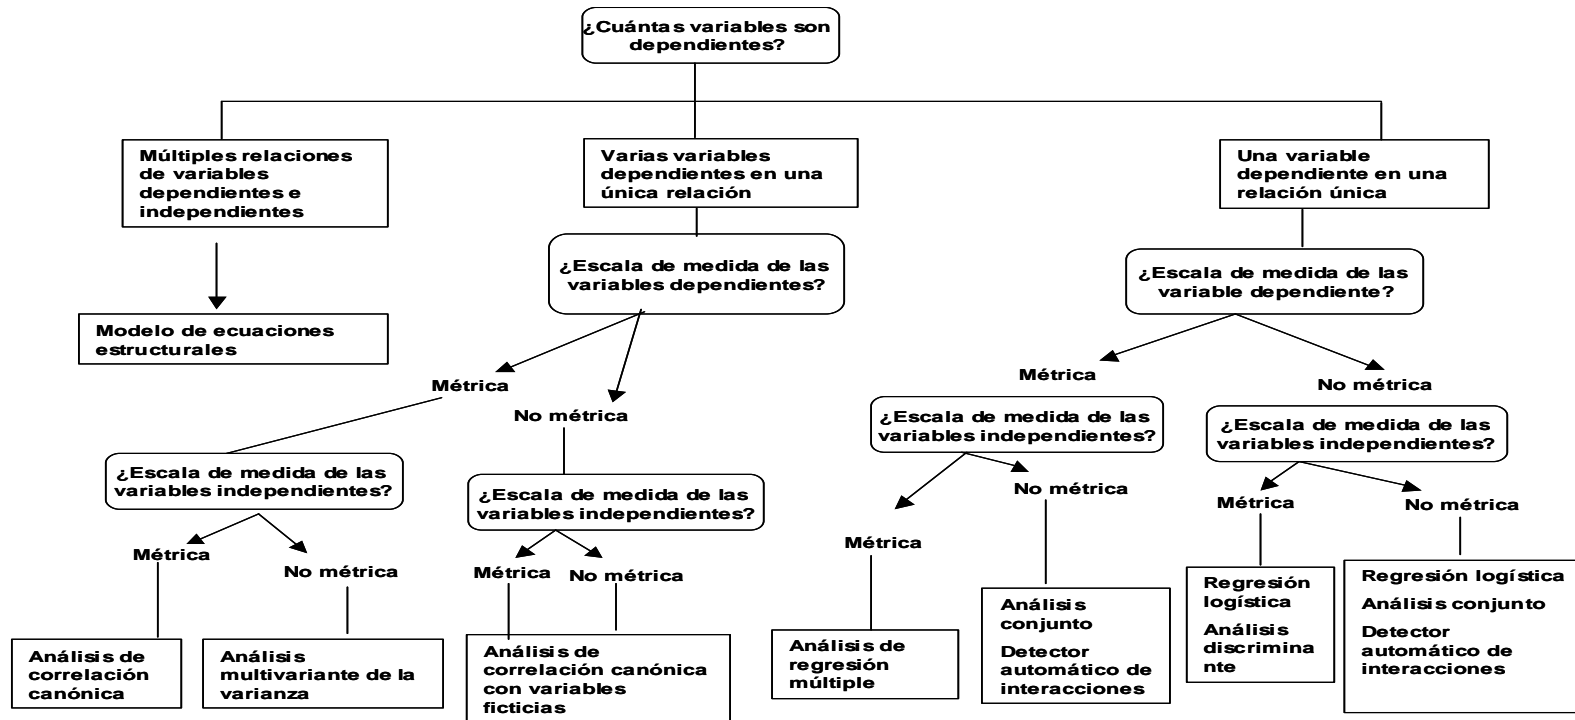 ¿Cuántas variables son
dependientes?
Múltiples relaciones
de variables
dependientes e
independientes
Varias variables
dependientes en una
única relación
Una variable
dependiente en una
relación única
¿Escala de medida de las
variables dependientes?
¿Escala de medida de las
variable dependiente?
Modelo de ecuaciones
estructurales
Métrica
No métrica
Métrica
No métrica
¿Escala de medida de las
variables independientes?
¿Escala de medida de las
variables independientes?
¿Escala de medida de las
variables independientes?
¿Escala de medida de las
variables independientes?
Métrica
No métrica
Métrica
No métrica
Métrica
No métrica
Métrica
No métrica
Análisis de
correlación
canónica
Análisis
multivariante de la
varianza
Análisis de
correlación canónica
con variables
ficticias
Análisis de
regresión
múltiple
Análisis
conjunto
Detector
automático de
interacciones
Regresión
logística
Análisis
discrimina
nte
Regresión logística
Análisis conjunto
Detector
automático de
interacciones